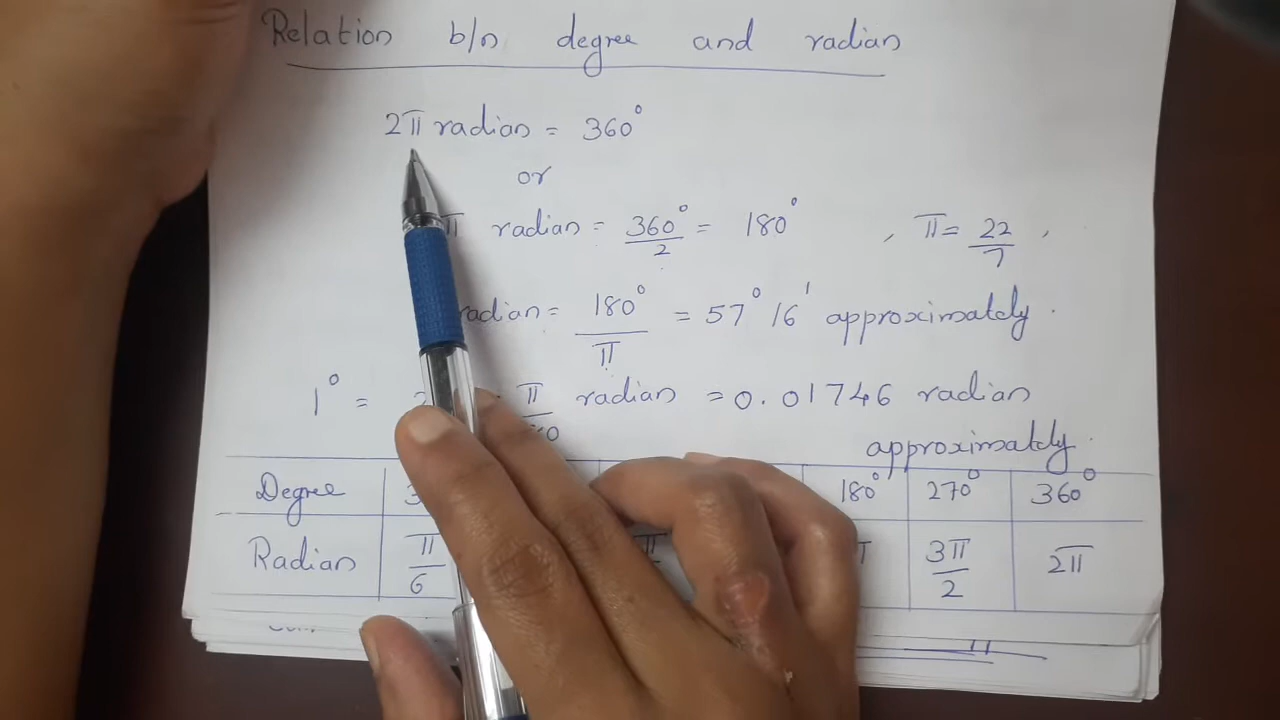 Relation b/n degree and radian
2π radian = 360°
or
π radian = 360°/2 = 180° , π = 22/7 ,
radian = 180°/π = 57° 16' approximately.
1° = π/ radian = 0.01746 radian
approximately.
Degree 180° 270° 360°
Radian π/6 3π/2 2π